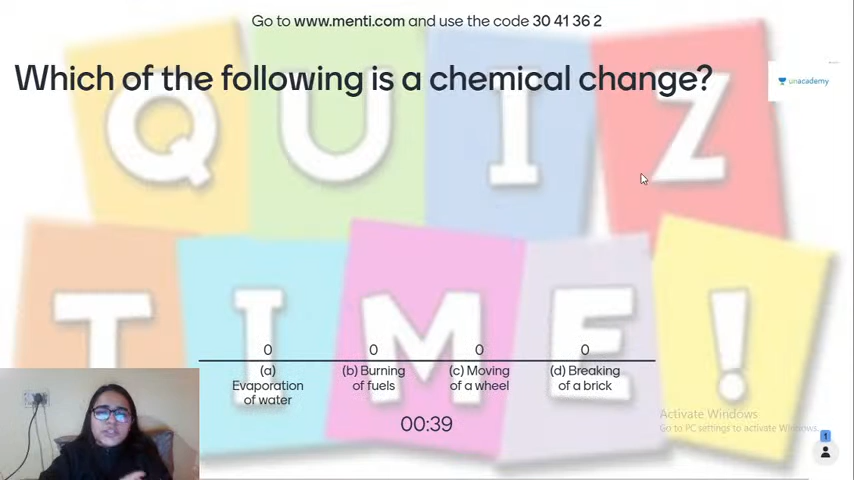 Go to www.menti.com and use the code 30 41 36 2
Which of the following is a chemical change?
unacademy
QUIZ
TIME!
0 0 0 0
(a) Evaporation of water
(b) Burning of fuels
(c) Moving of a wheel
(d) Breaking of a brick
00:39
Activate Windows
Go to PC settings to activate Windows.
1